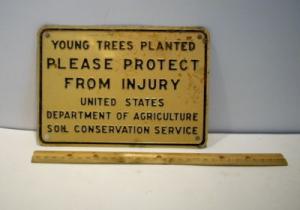 YOUNG TREES PLANTED
PLEASE PROTECT
FROM INJURY
UNITED STATES
DEPARTMENT OF AGRICULTURE
SOIL CONSERVATION SERVICE